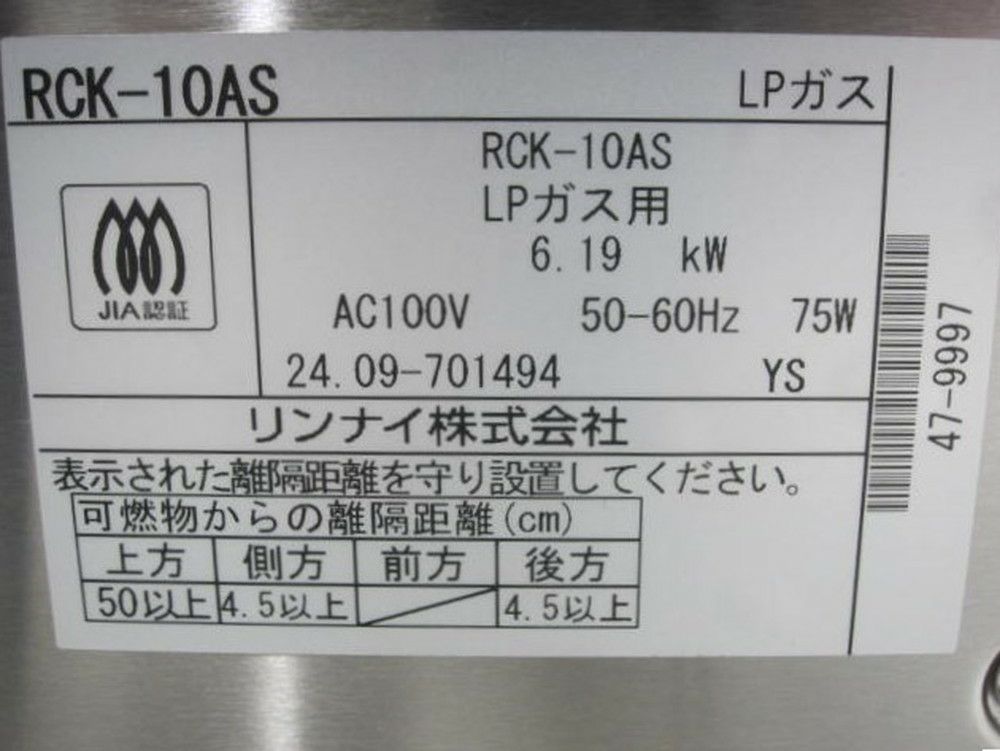 RCK-10AS LPガス
JIA認証
RCK-10AS
LPガス用
6.19 kW
AC100V 50-60Hz 75W
24.09-701494 YS
リンナイ株式会社
表示された離隔距離を守り設置してください。
可燃物からの離隔距離(cm)
上方 側方 前方 後方
50以上 4.5以上 4.5以上
47-9997